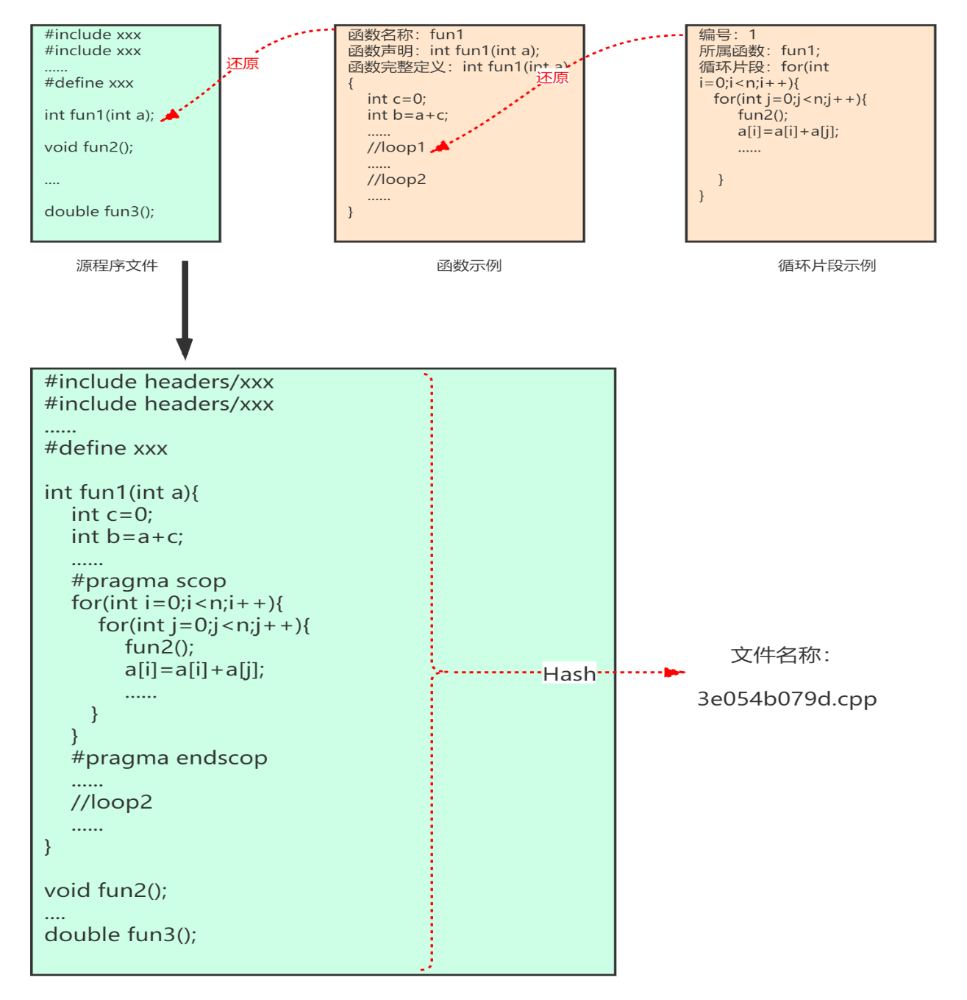 #include xxx
#include xxx
......
#define xxx
int fun1(int a);
void fun2();
....
double fun3();
源程序文件
还原
函数名称：fun1
函数声明：int fun1(int a);
函数完整定义：int fun1(int a)
{
int c=0;
int b=a+c;
......
//loop1
......
//loop2
......
}
函数示例
还原
编号：1
所属函数：fun1;
循环片段：for(int
i=0;i<n;i++){
for(int j=0;j<n;j++){
fun2();
a[i]=a[i]+a[j];
......
}
}
循环片段示例
#include headers/xxx
#include headers/xxx
......
#define xxx
int fun1(int a){
int c=0;
int b=a+c;
......
#pragma scop
for(int i=0;i<n;i++){
for(int j=0;j<n;j++){
fun2();
a[i]=a[i]+a[j];
......
}
}
#pragma endscop
......
//loop2
......
}
void fun2();
....
double fun3();
Hash
文件名称：
3e054b079d.cpp